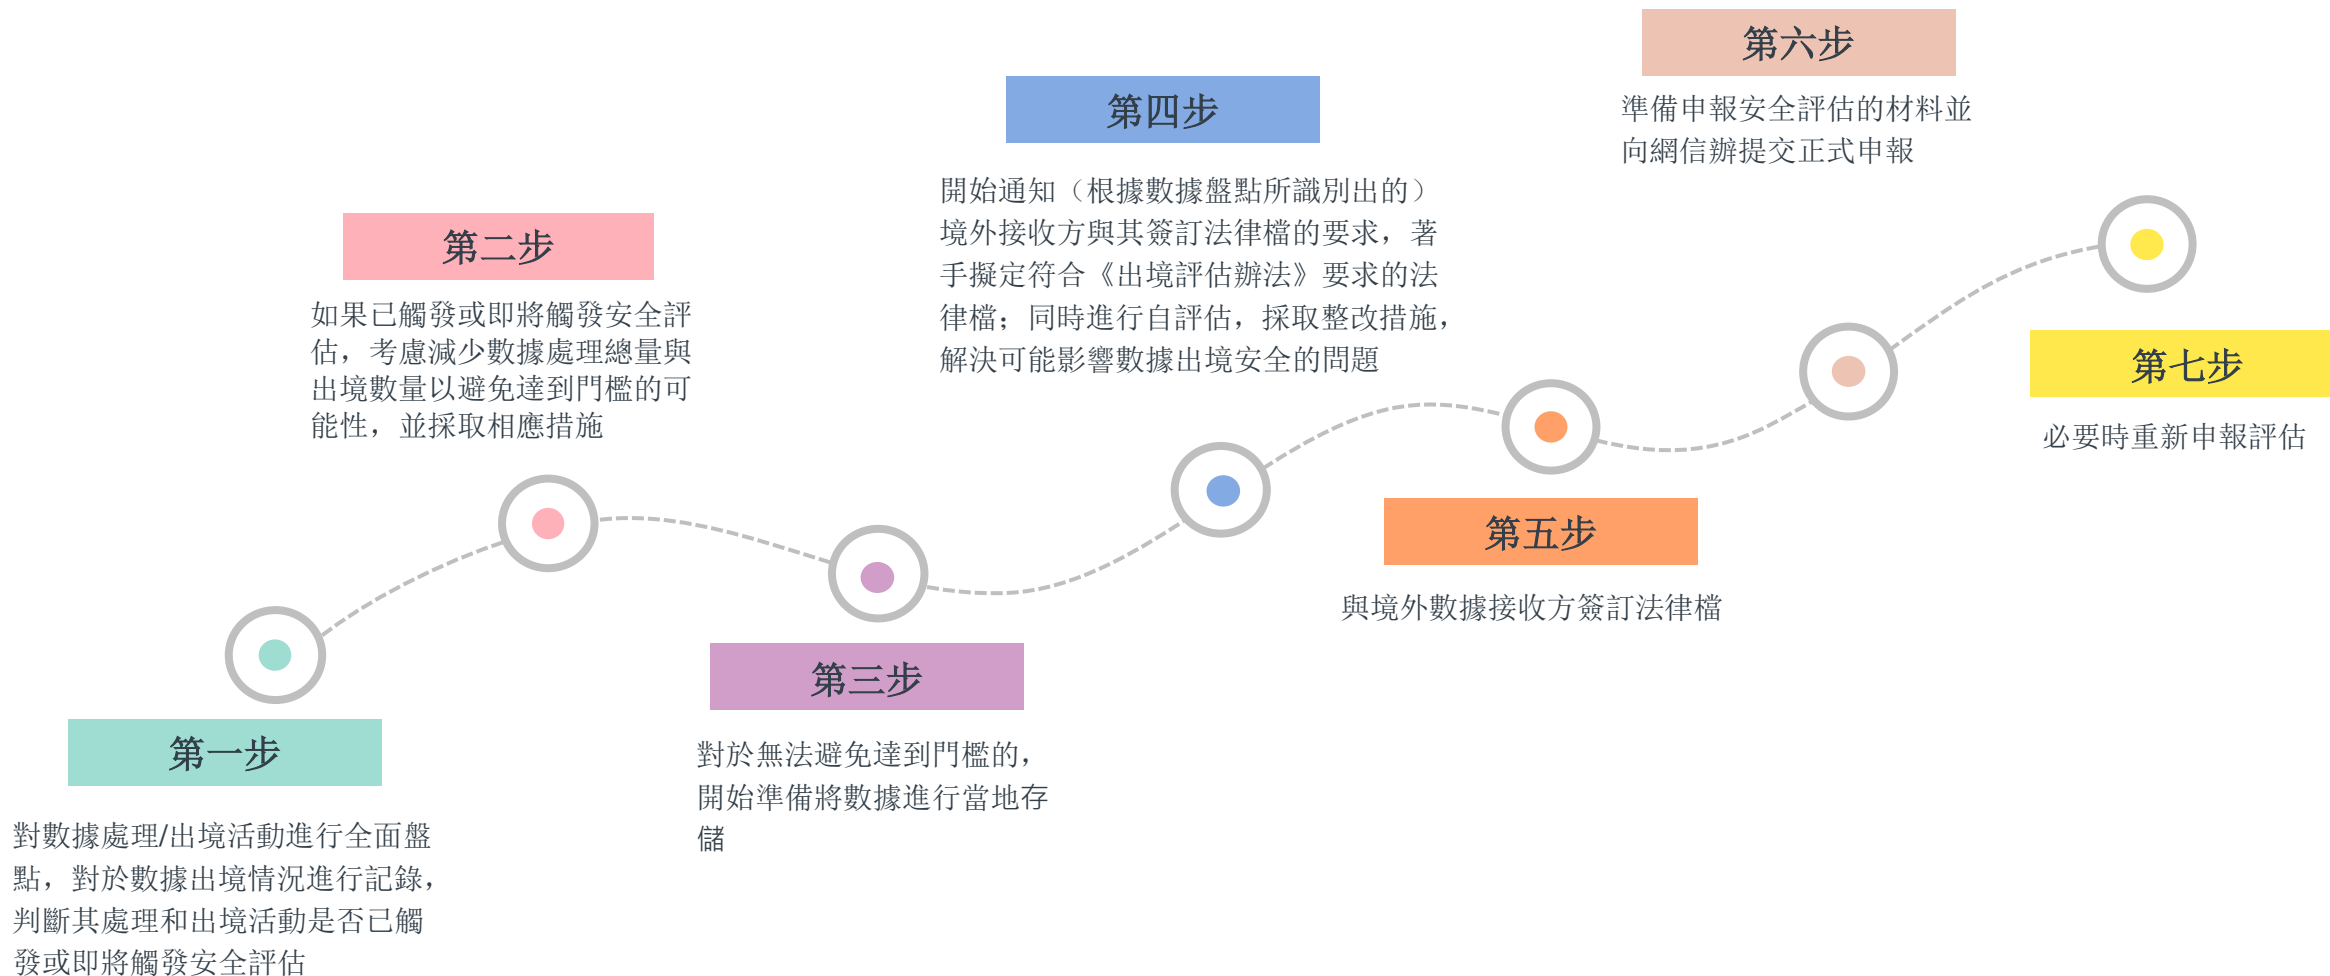 第一步
對數據處理/出境活動進行全面盤
點，對於數據出境情況進行記錄，
判斷其處理和出境活動是否已觸
發或即將觸發安全評估
第二步
如果已觸發或即將觸發安全評
估，考慮減少數據處理總量與
出境數量以避免達到門檻的可
能性，並採取相應措施
第三步
對於無法避免達到門檻的，
開始準備將數據進行當地存
儲
第四步
開始通知（根據數據盤點所識別出的）
境外接收方與其簽訂法律檔的要求，著
手擬定符合《出境評估辦法》要求的法
律檔；同時進行自評估，採取整改措施，
解決可能影響數據出境安全的問題
第五步
與境外數據接收方簽訂法律檔
第六步
準備申報安全評估的材料並
向網信辦提交正式申報
第七步
必要時重新申報評估